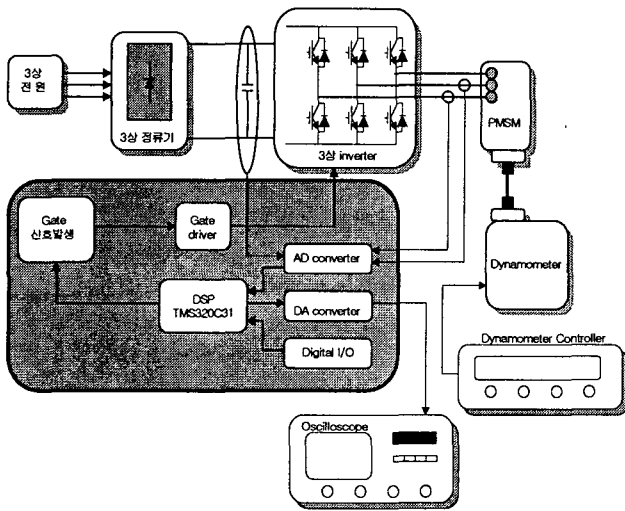 3상
전 원
3상 정류기
3상 inverter
PMSM
Gate
신호발생
Gate
driver
AD converter
DSP
TMS320C31
DA converter
Digital I/O
Dynamometer
Dynamometer Controller
Oscilloscope